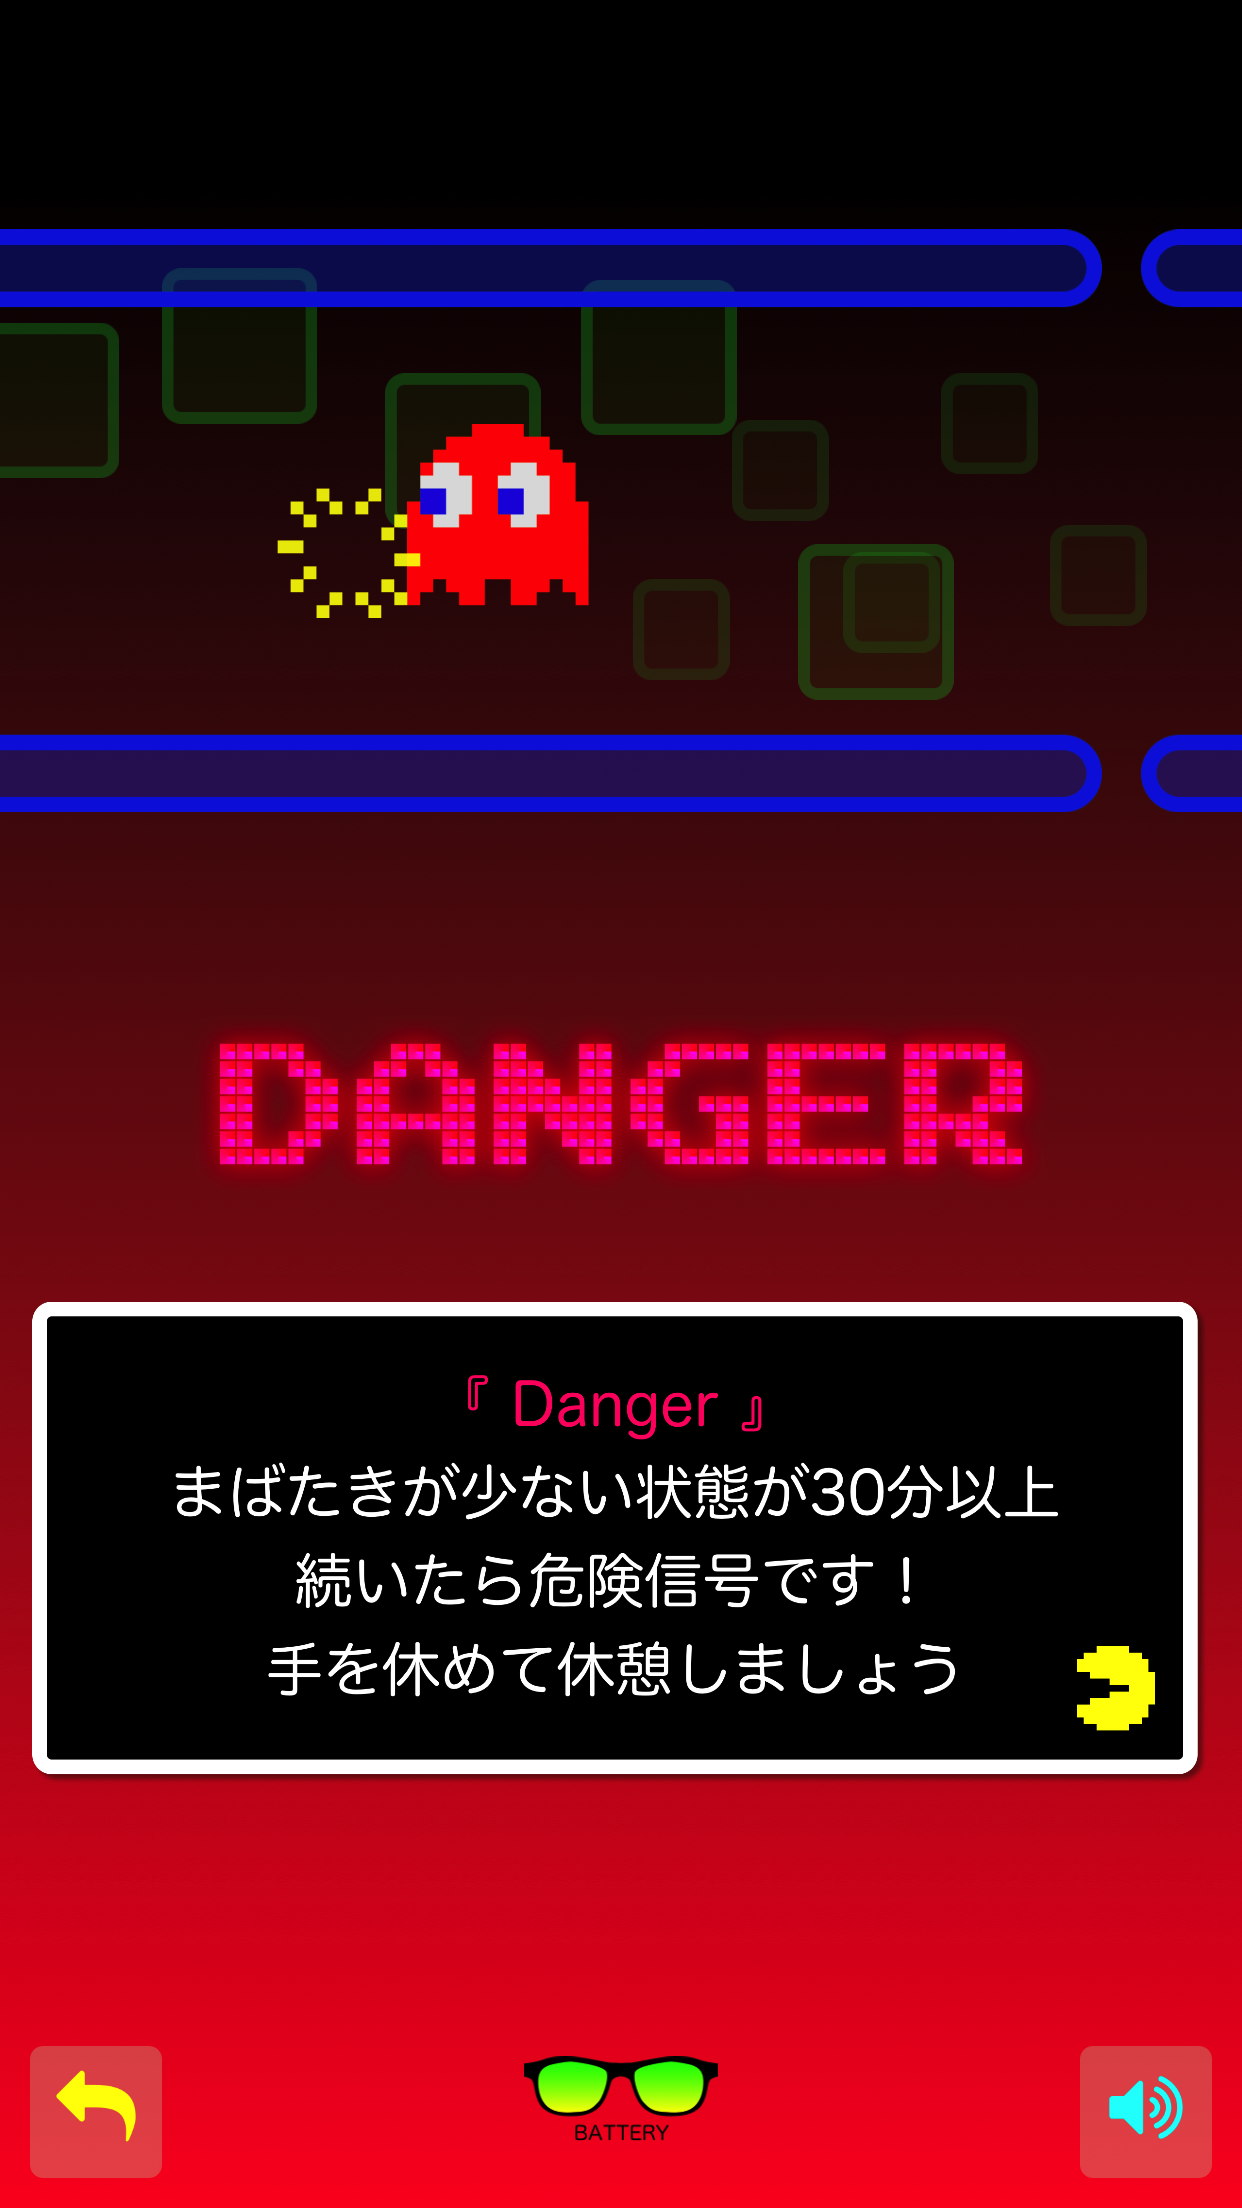 DANGER
『 Danger 』
まばたきが少ない状態が30分以上
続いたら危険信号です！
手を休めて休憩しましょう
BATTERY